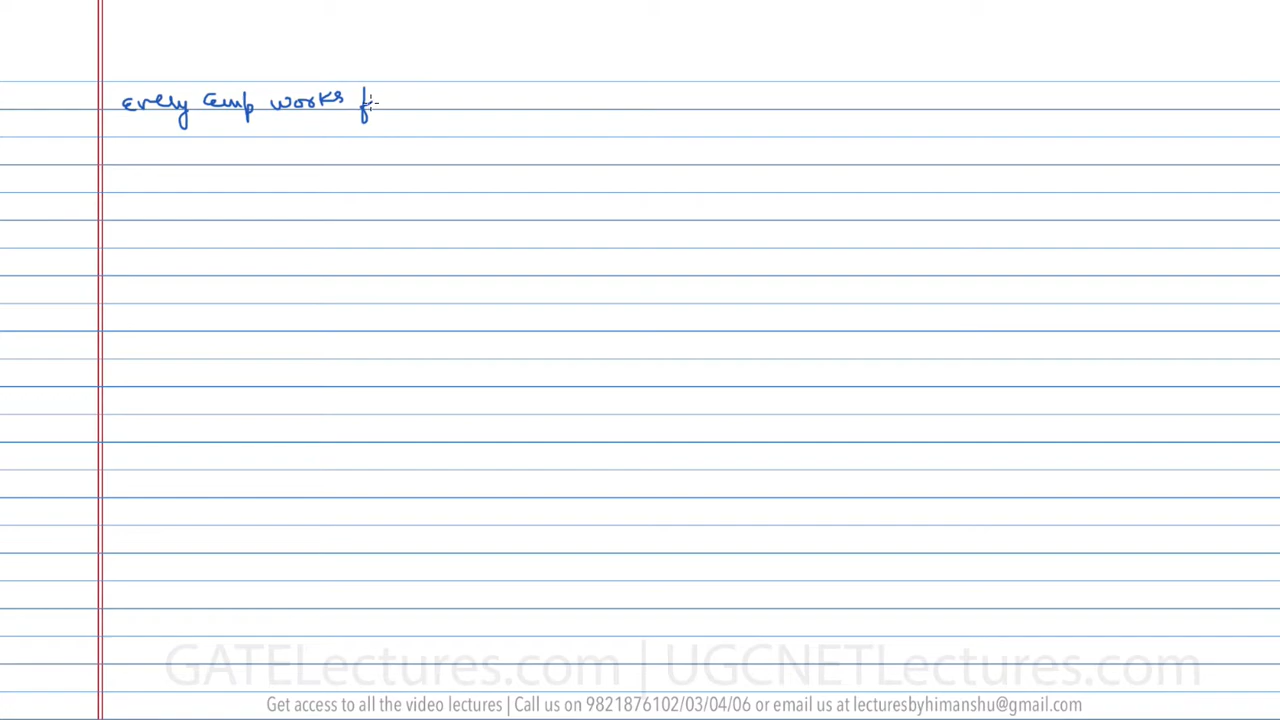 every emp works f
GATELectures.com | UGCNETLectures.com
Get access to all the video lectures | Call us on 9821876102/03/04/06 or email us at lecturesbyhimanshu@gmail.com